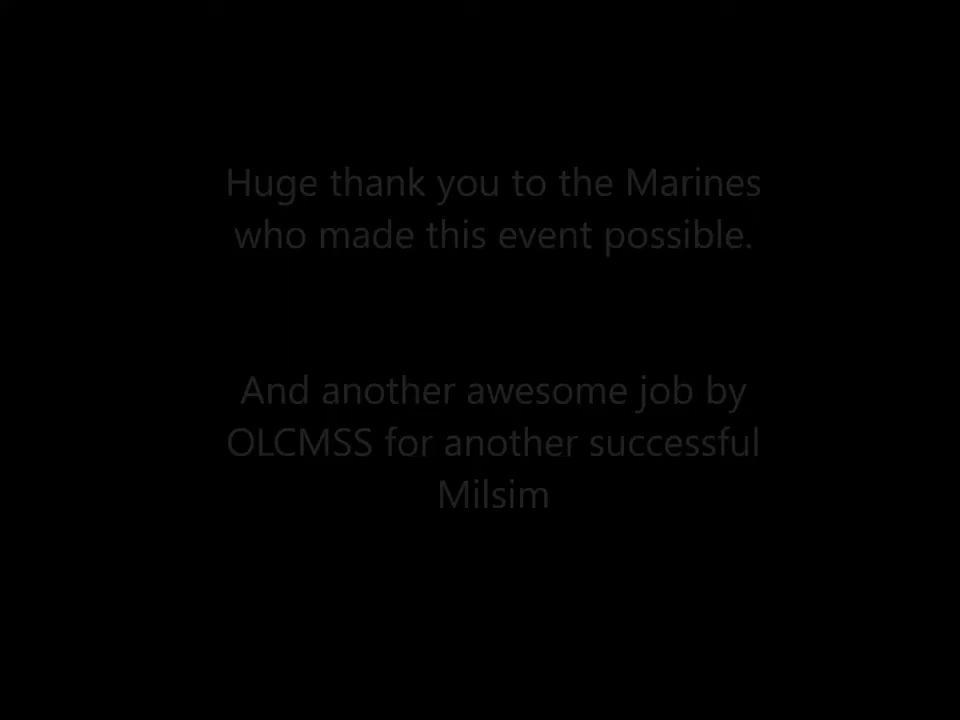 Huge thank you to the Marines
who made this event possible.
And another awesome job by
OLCMSS for another successful
Milsim